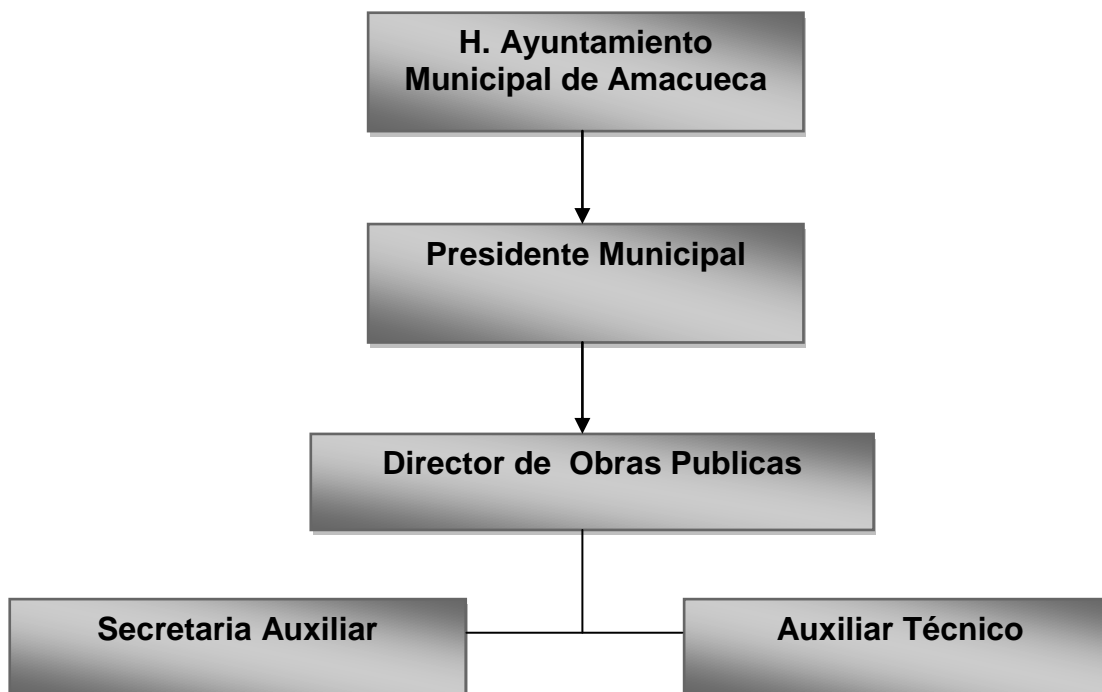 H. Ayuntamiento
Municipal de Amacueca
Presidente Municipal
Director de  Obras Publicas
Secretaria Auxiliar
Auxiliar Técnico